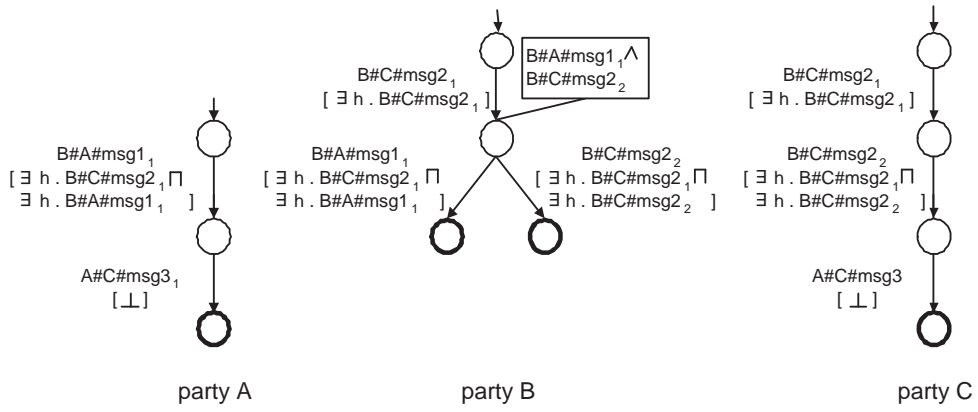 B#A#msg1₁
[ ∃ h . B#C#msg2₁ ⊓
∃ h . B#A#msg1₁ ]
A#C#msg3₁
[ ⊥ ]
party A
B#C#msg2₁
[ ∃ h . B#C#msg2₁ ]
B#A#msg1₁ ∧
B#C#msg2₂
B#A#msg1₁
[ ∃ h . B#C#msg2₁ ⊓
∃ h . B#A#msg1₁ ]
B#C#msg2₂
[ ∃ h . B#C#msg2₁ ⊓
∃ h . B#C#msg2₂ ]
party B
B#C#msg2₁
[ ∃ h . B#C#msg2₁ ]
B#C#msg2₂
[ ∃ h . B#C#msg2₁ ⊓
∃ h . B#C#msg2₂ ]
A#C#msg3
[ ⊥ ]
party C